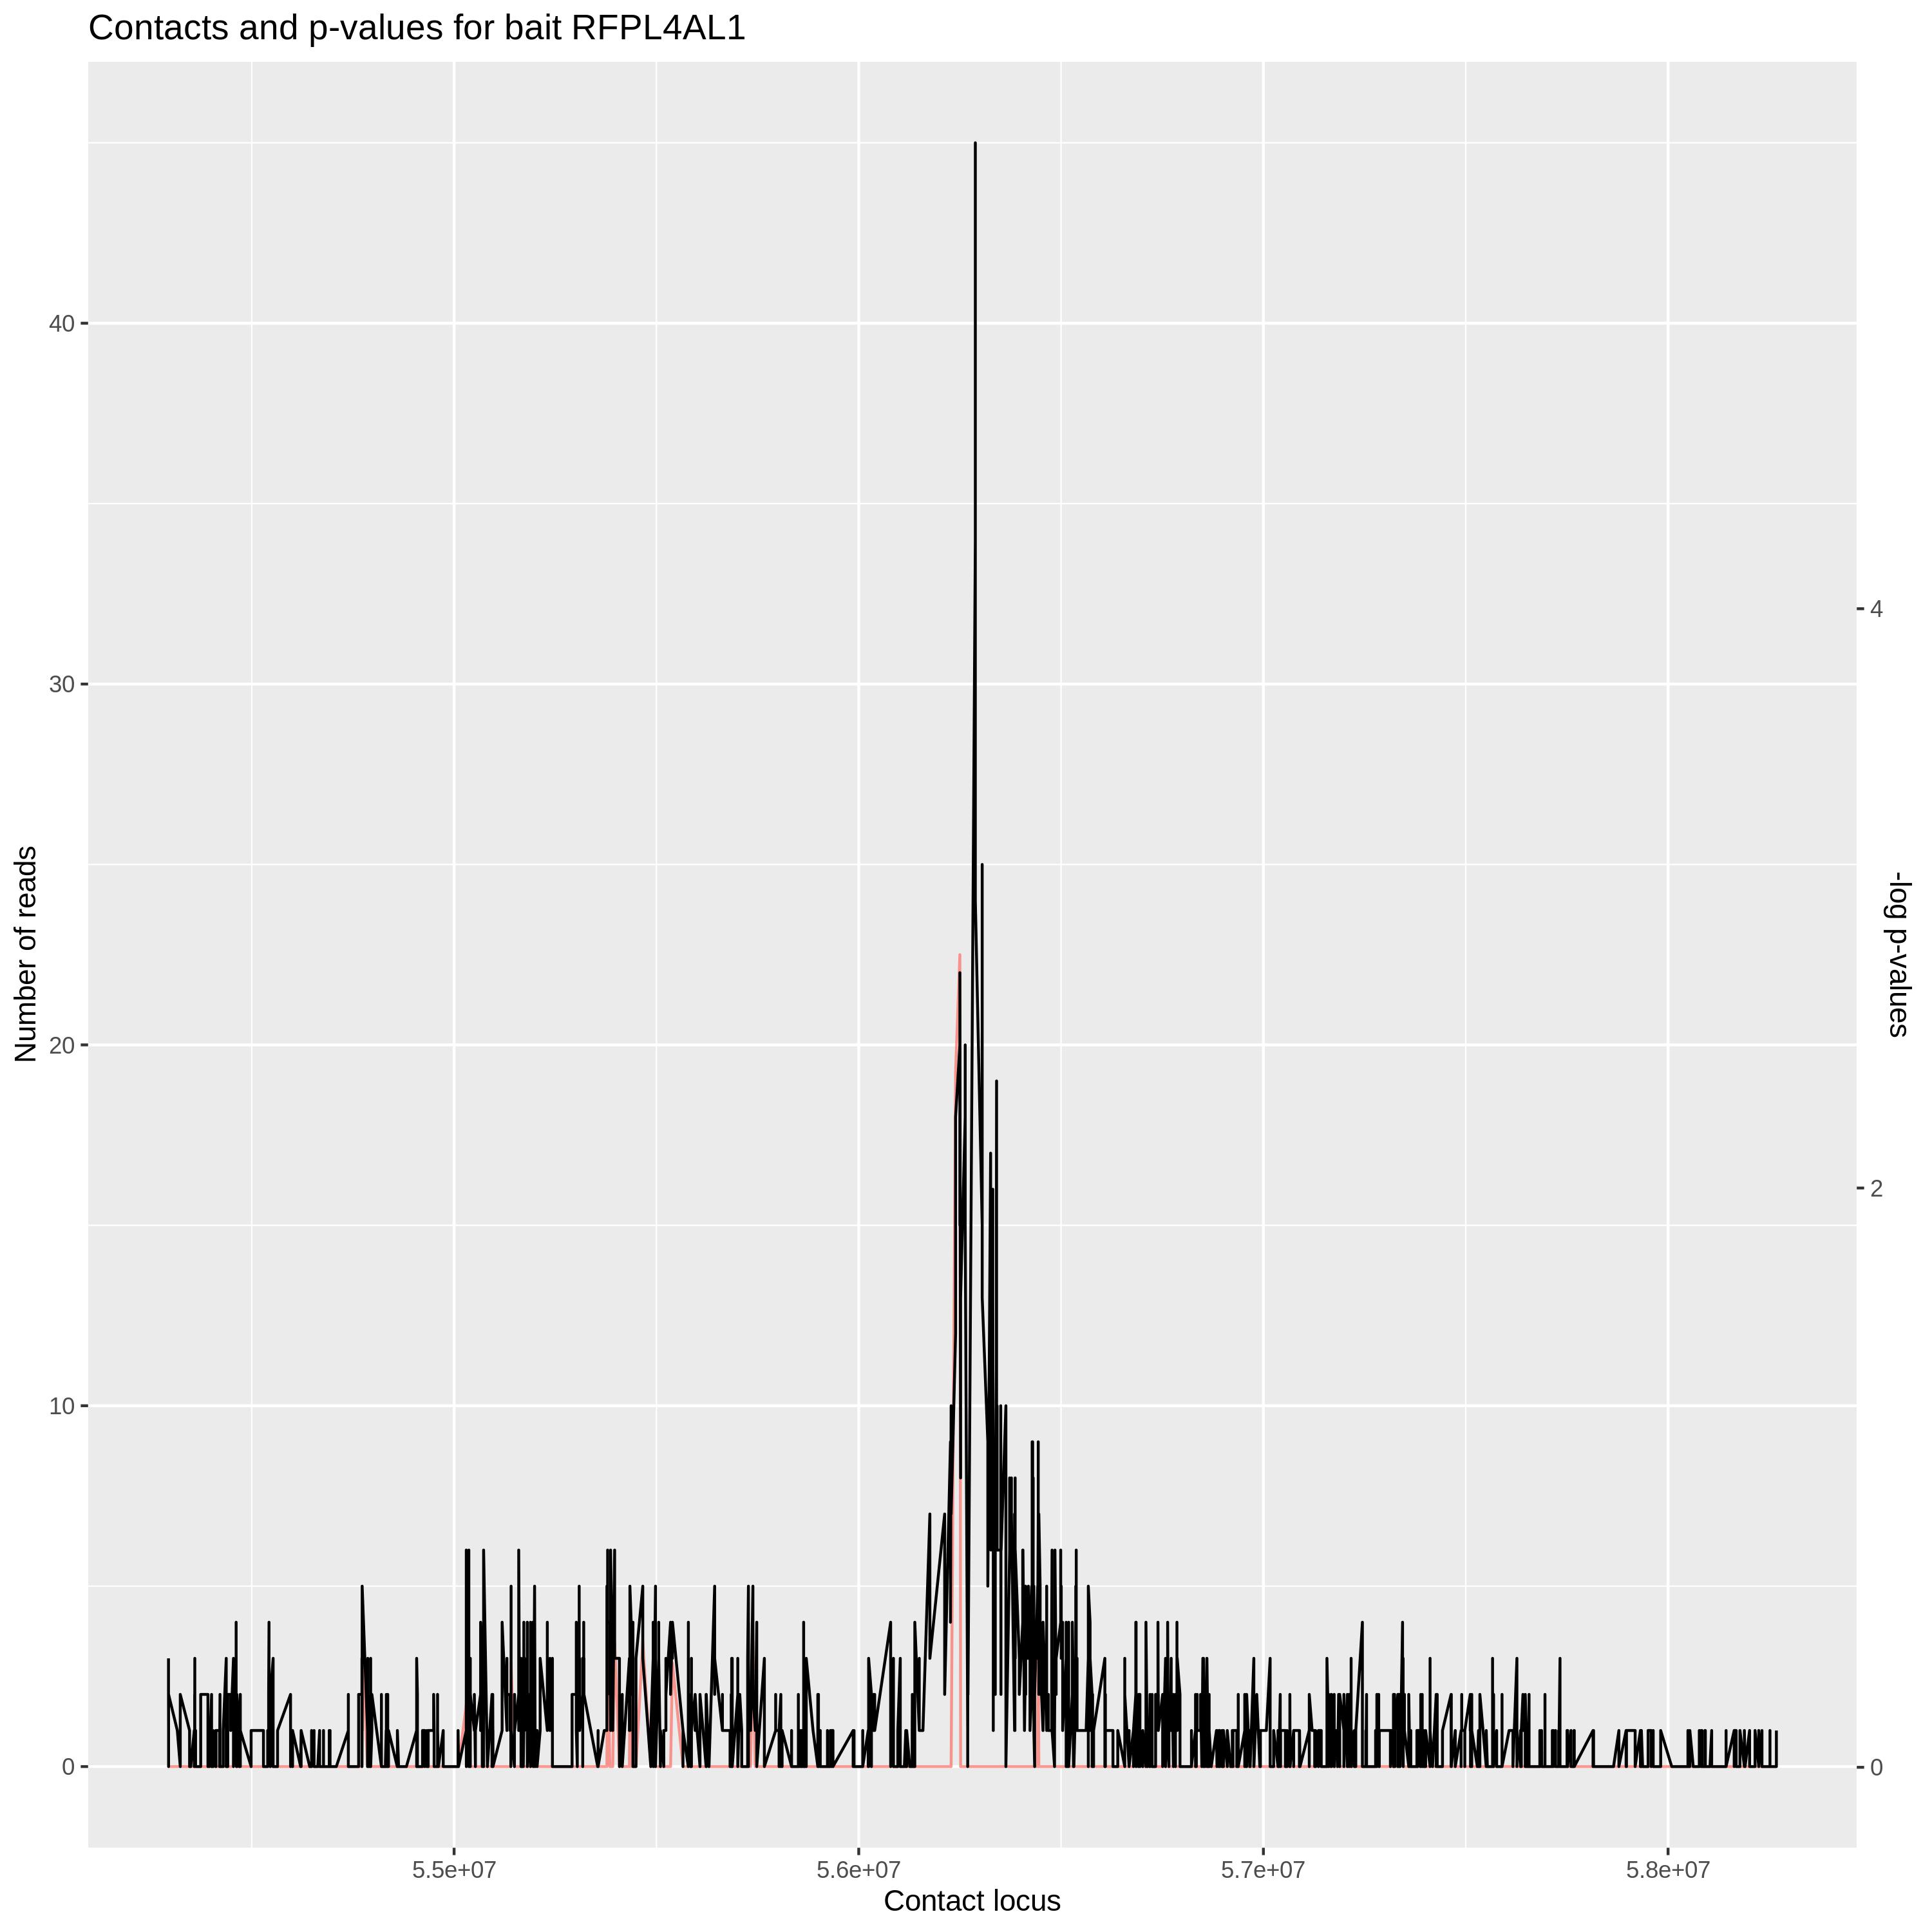 Contacts and p-values for bait RFPL4AL1
40
30
20
10
0
Number of reads
4
2
0
-log p-values
5.5e+07 5.6e+07 5.7e+07 5.8e+07
Contact locus